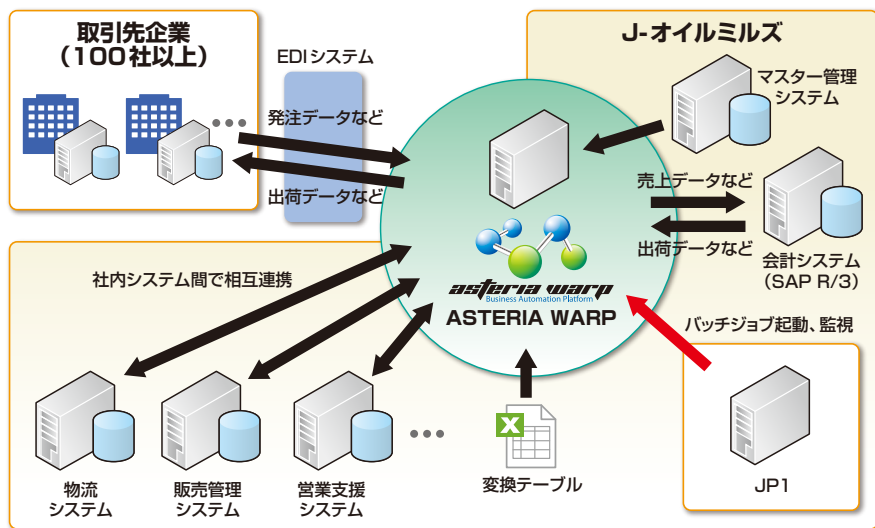 取引先企業
（100社以上）
EDIシステム
発注データなど
出荷データなど
J-オイルミルズ
マスター管理
システム
売上データなど
出荷データなど
会計システム
（SAP R/3）
asteria warp
Business Automation Platform
ASTERIA WARP
社内システム間で相互連携
バッチジョブ起動、監視
物流
システム
販売管理
システム
営業支援
システム
X
変換テーブル
JP1